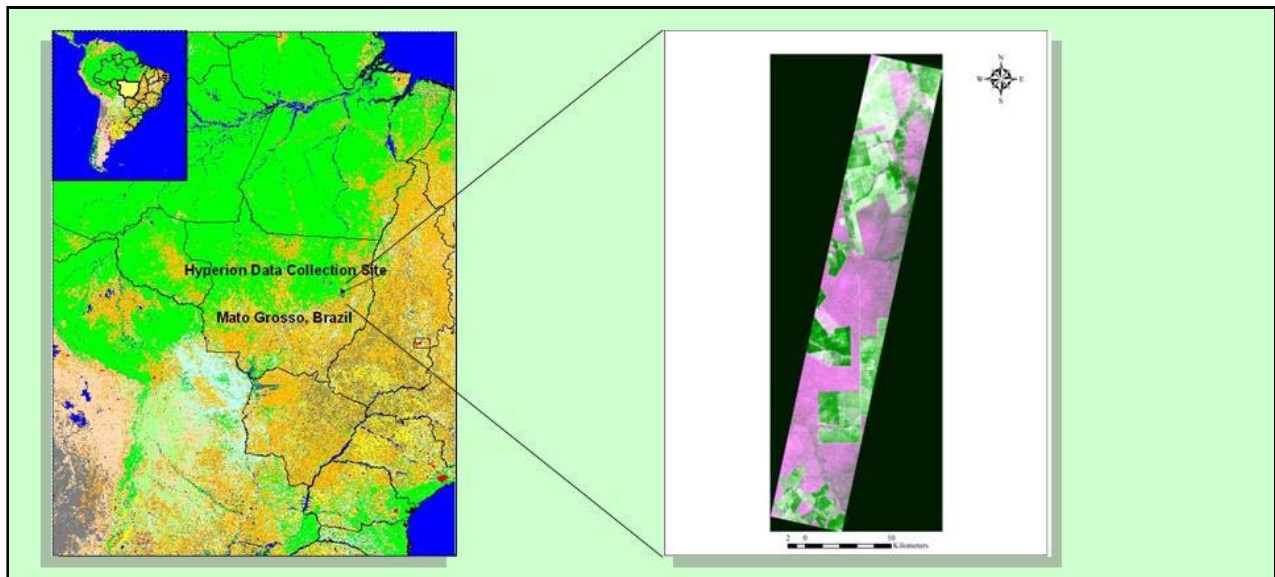 Hyperion Data Collection Site
Mato Grosso, Brazil
N
W E
S
2 0 10
Kilometers